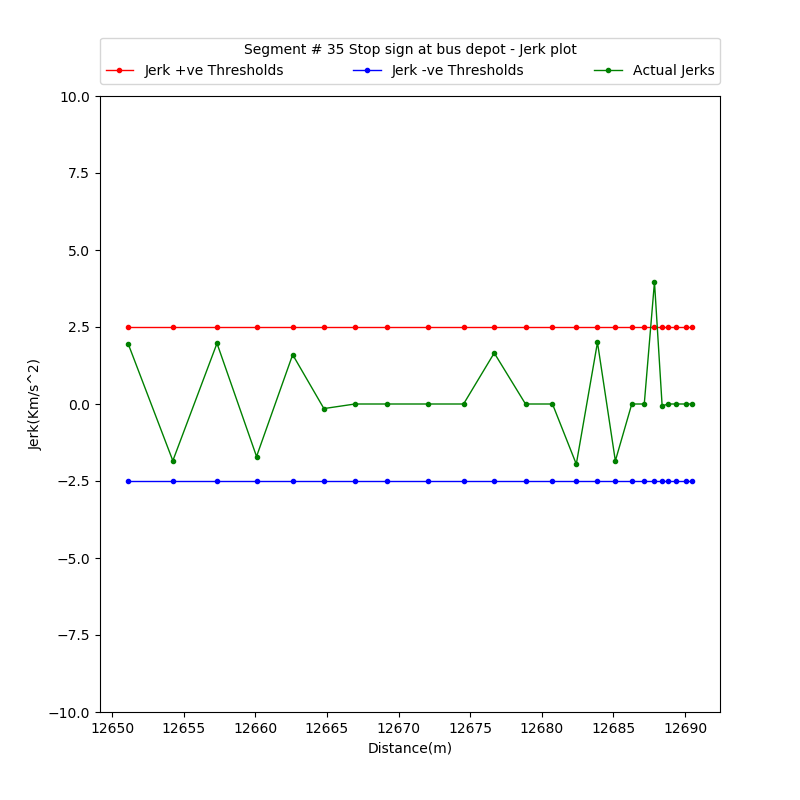 Segment # 35 Stop sign at bus depot - Jerk plot
Jerk +ve Thresholds Jerk -ve Thresholds Actual Jerks
10.0
7.5
5.0
2.5
0.0
−2.5
−5.0
−7.5
−10.0
Jerk(Km/s^2)
12650 12655 12660 12665 12670 12675 12680 12685 12690
Distance(m)